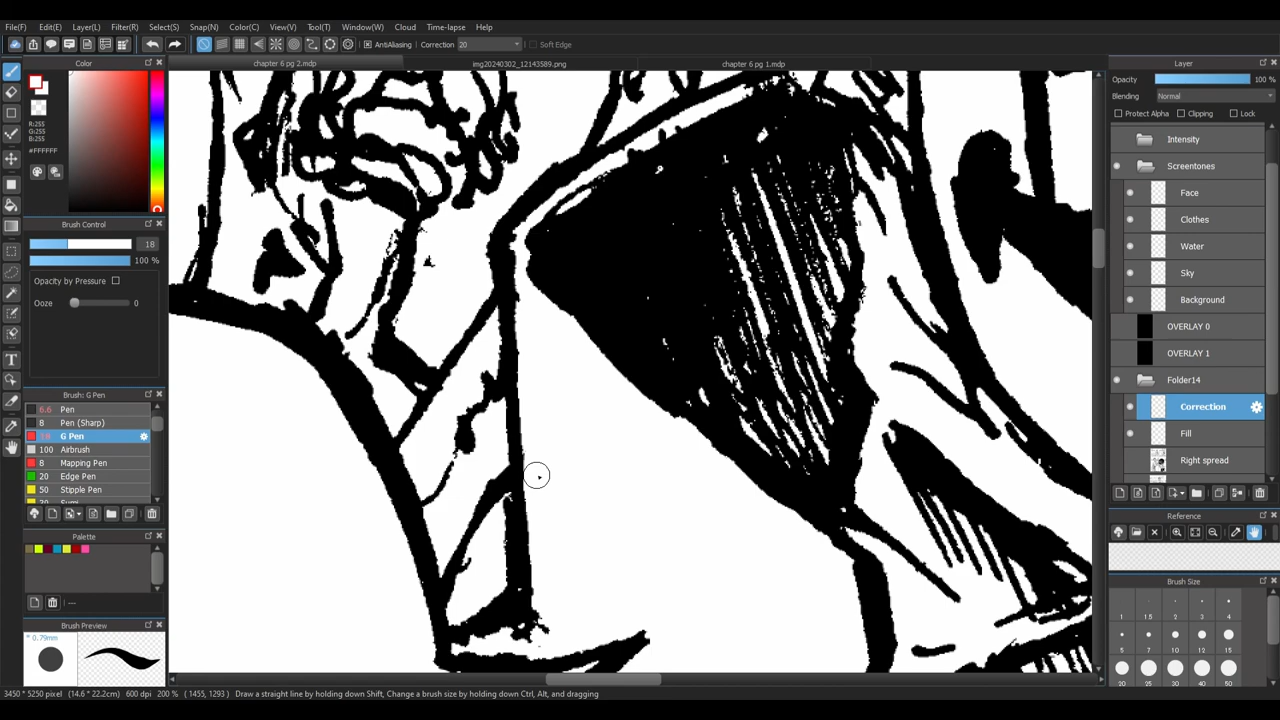 File(F) Edit(E) Layer(L) Filter(R) Select(S) Snap(N) Color(C) View(V) Tool(T) Window(W) Cloud Time-lapse Help
AntiAliasing Correction 20 Soft Edge
Color
chapter 6 pg 2.mdp
img20240302_12143589.png
chapter 6 pg 1.mdp
Layer
Opacity 100 %
Blending Normal
Protect Alpha Clipping Lock
R:255
G:255
B:255
#FFFFFF
Brush Control
18
100 %
Opacity by Pressure
Ooze 0
Brush: G Pen
6.6 Pen
8 Pen (Sharp)
18 G Pen
100 Airbrush
8 Mapping Pen
20 Edge Pen
50 Stipple Pen
Sumi
Palette
---
Brush Preview
* 0.79mm
Intensity
Screentones
Face
Clothes
Water
Sky
Background
OVERLAY 0
OVERLAY 1
Folder14
Correction
Fill
Right spread
Reference
Brush Size
1 1.5 2 3 4
5 7 10 12 15
20 25 30 40 50
3450 * 5250 pixel (14.6 * 22.2cm) 600 dpi 200 % ( 1455, 1293 ) Draw a straight line by holding down Shift, Change a brush size by holding down Ctrl, Alt, and dragging